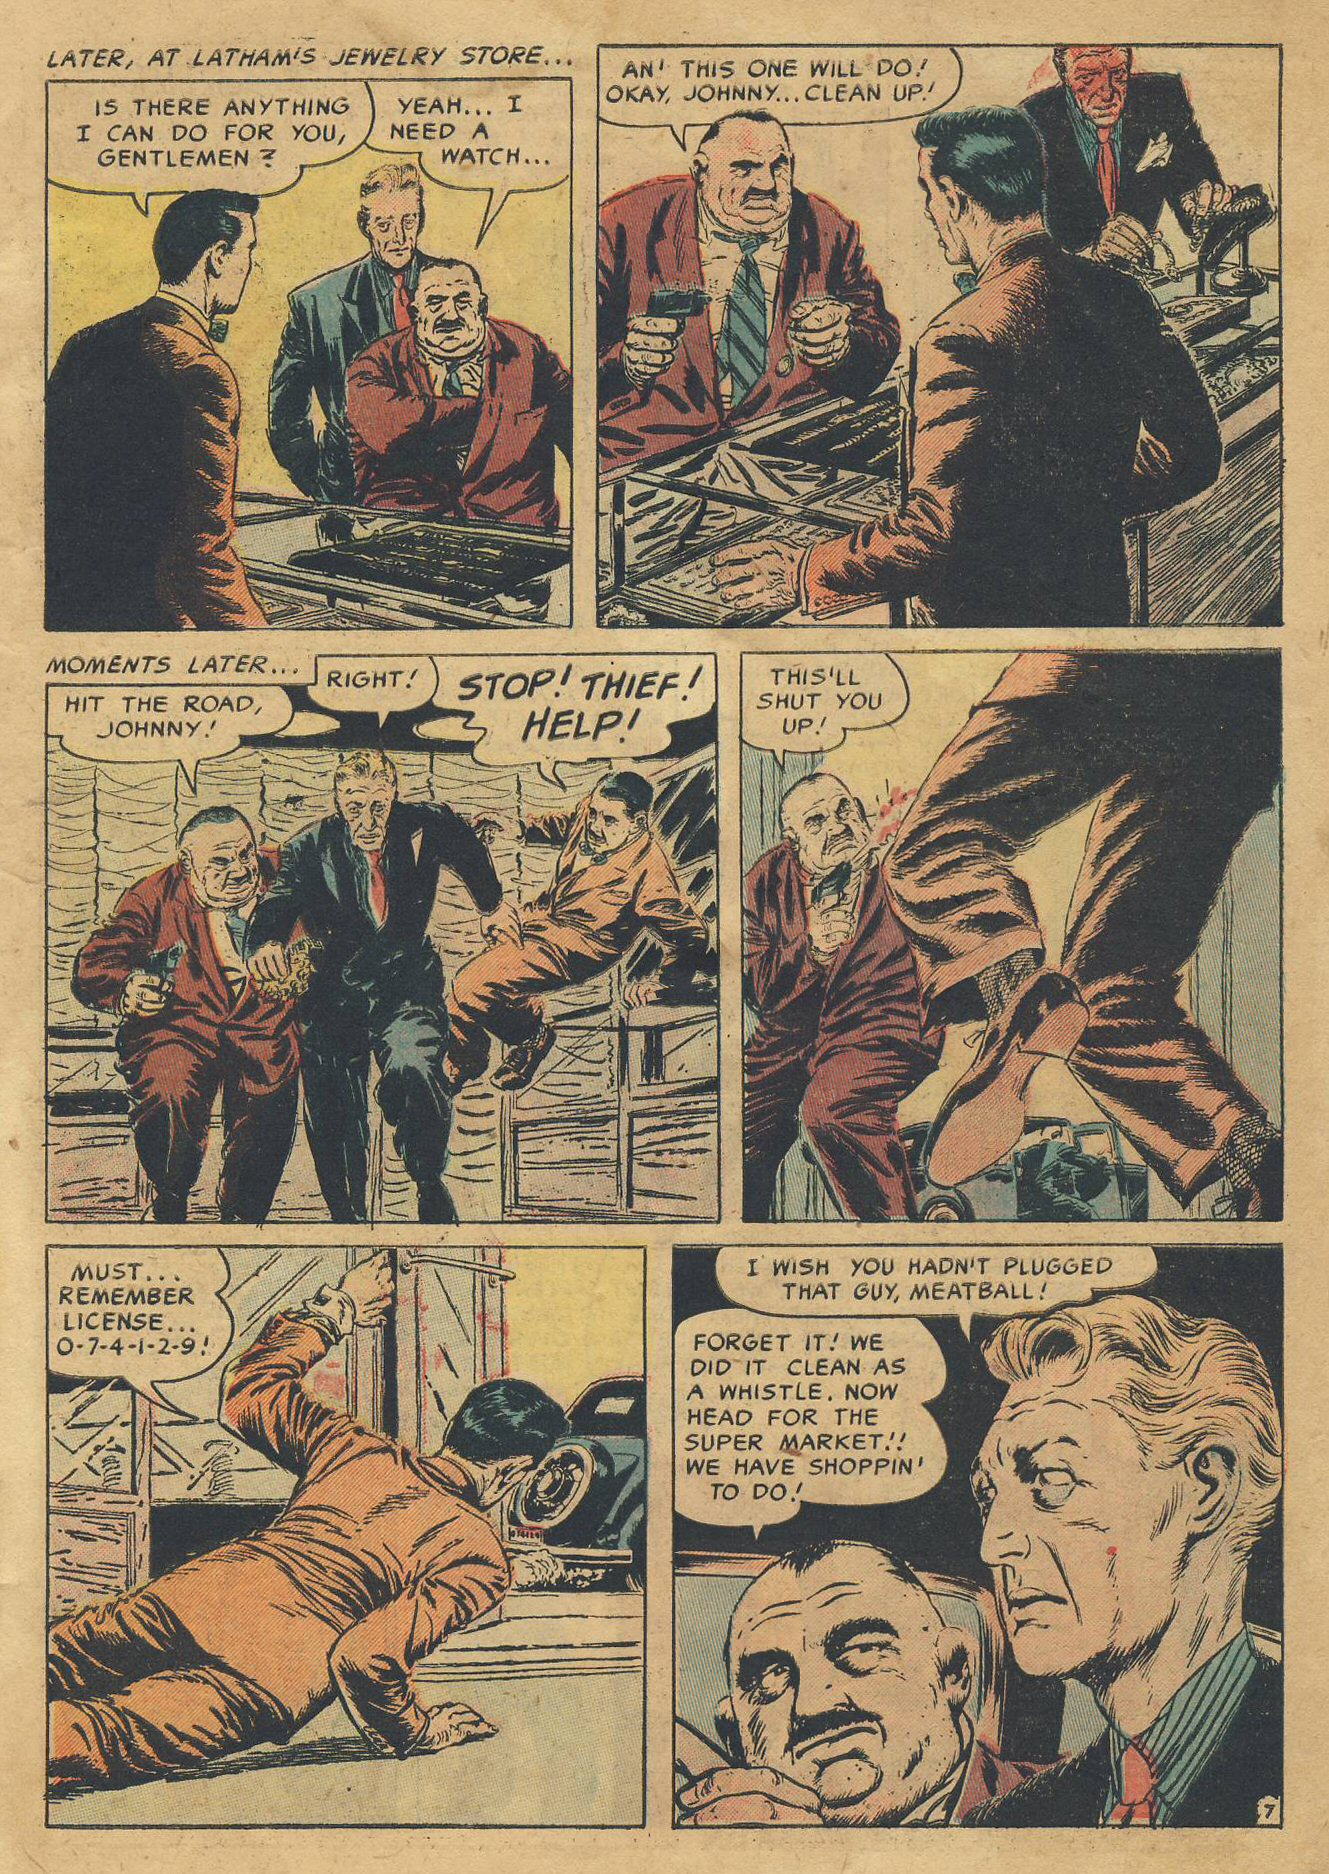 LATER, AT LATHAM'S JEWELRY STORE...
IS THERE ANYTHING
I CAN DO FOR YOU,
GENTLEMEN?
YEAH... I
NEED A
WATCH...
AN' THIS ONE WILL DO!
OKAY, JOHNNY... CLEAN UP!
MOMENTS LATER...
HIT THE ROAD,
JOHNNY!
RIGHT!
STOP! THIEF!
HELP!
THIS'LL
SHUT YOU
UP!
MUST...
REMEMBER
LICENSE...
0-7-4-1-2-9!
I WISH YOU HADN'T PLUGGED
THAT GUY, MEATBALL!
FORGET IT! WE
DID IT CLEAN AS
A WHISTLE. NOW
HEAD FOR THE
SUPER MARKET!!
WE HAVE SHOPPIN'
TO DO!
7